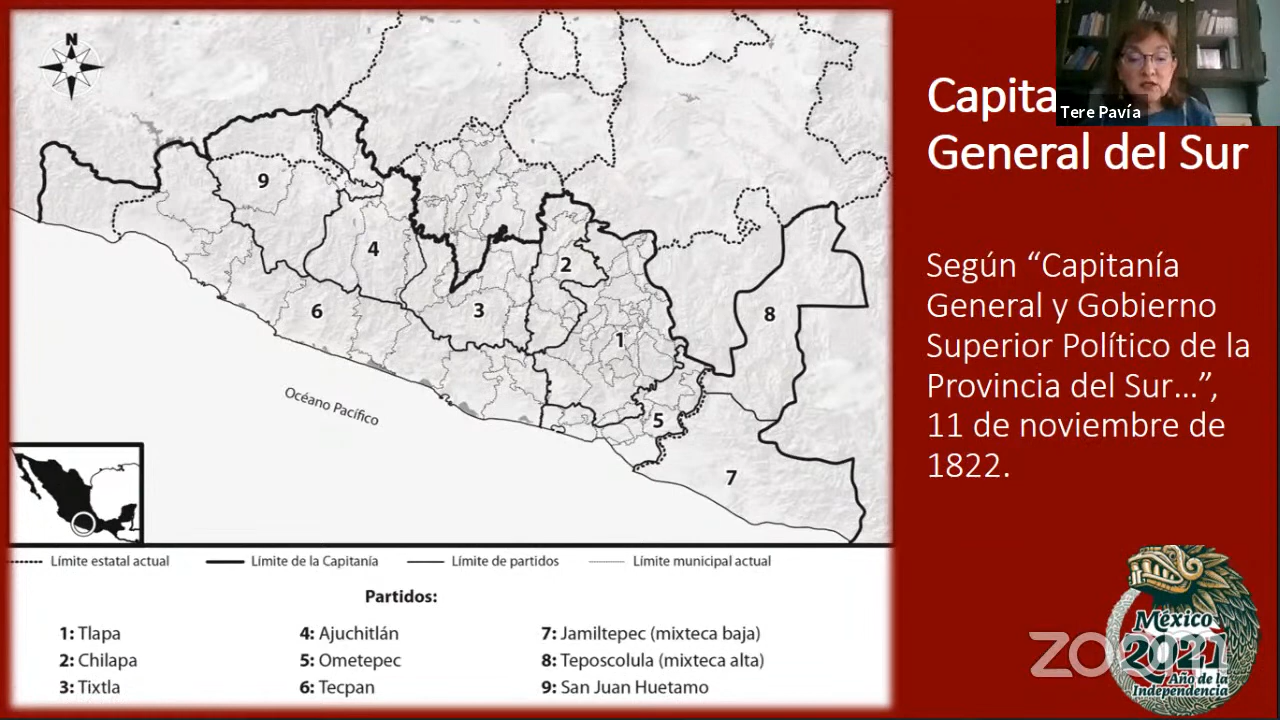 Capita
General del Sur
Tere Pavía
Según “Capitanía
General y Gobierno
Superior Político de la
Provincia del Sur...”,
11 de noviembre de
1822.
N
9
4
2
6
3
1
8
5
7
Océano Pacífico
Límite estatal actual
Límite de la Capitanía
Límite de partidos
Límite municipal actual
Partidos:
1: Tlapa
2: Chilapa
3: Tixtla
4: Ajuchitlán
5: Ometepec
6: Tecpan
7: Jamiltepec (mixteca baja)
8: Teposcolula (mixteca alta)
9: San Juan Huetamo
México
2021
Año de la
Independencia
zoom